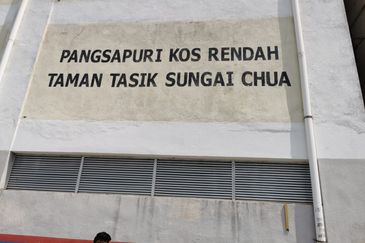 PANGSAPURI KOS RENDAH
TAMAN TASIK SUNGAI CHUA